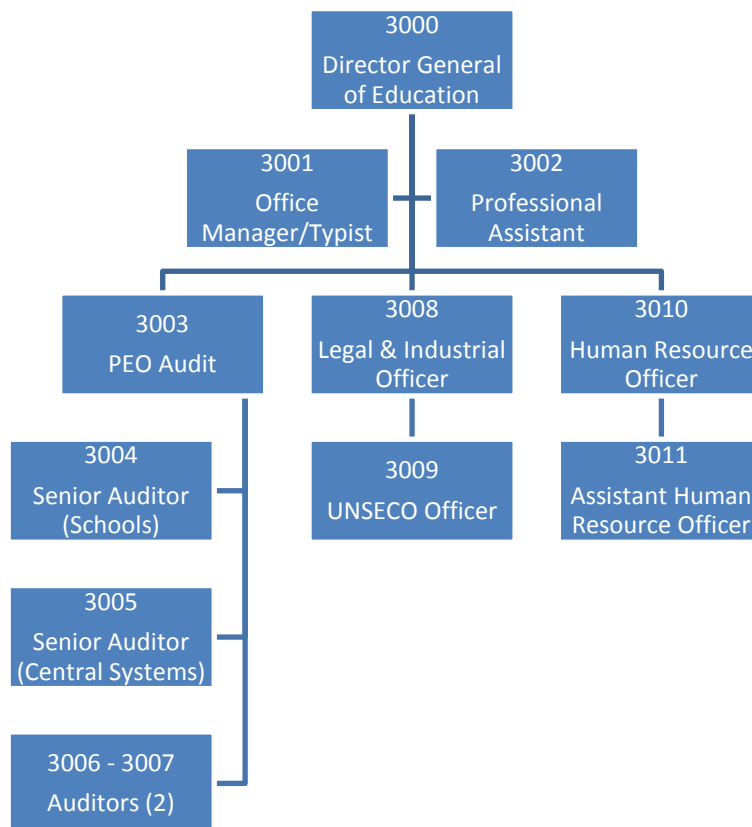 3000
Director General
of Education
3001
Office
Manager/Typist
3002
Professional
Assistant
3003
PEO Audit
3008
Legal & Industrial
Officer
3010
Human Resource
Officer
3004
Senior Auditor
(Schools)
3009
UNSECO Officer
3011
Assistant Human
Resource Officer
3005
Senior Auditor
(Central Systems)
3006 - 3007
Auditors (2)